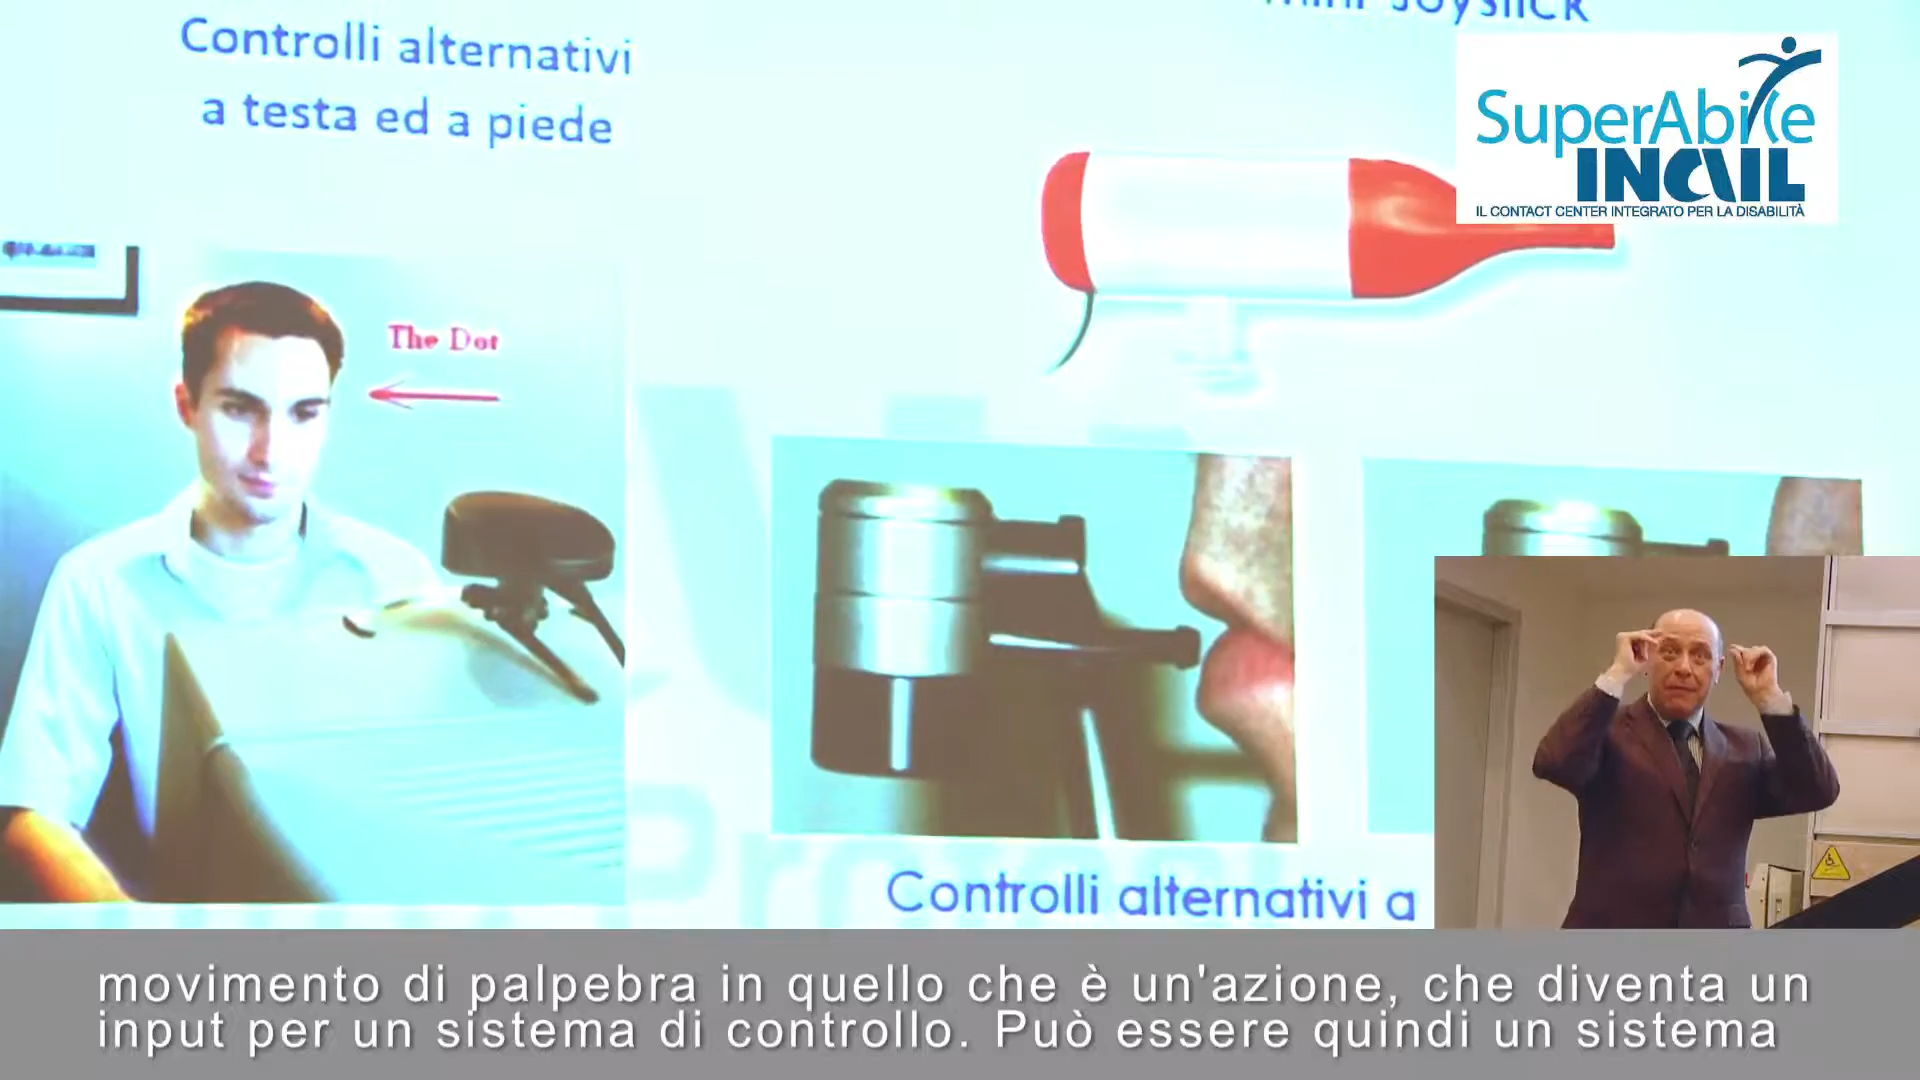 Controlli alternativi
a testa ed a piede
Joystick
SuperAbile
INAIL
IL CONTACT CENTER INTEGRATO PER LA DISABILITÀ
The Dot
Controlli alternativi a
movimento di palpebra in quello che è un'azione, che diventa un
input per un sistema di controllo. Può essere quindi un sistema